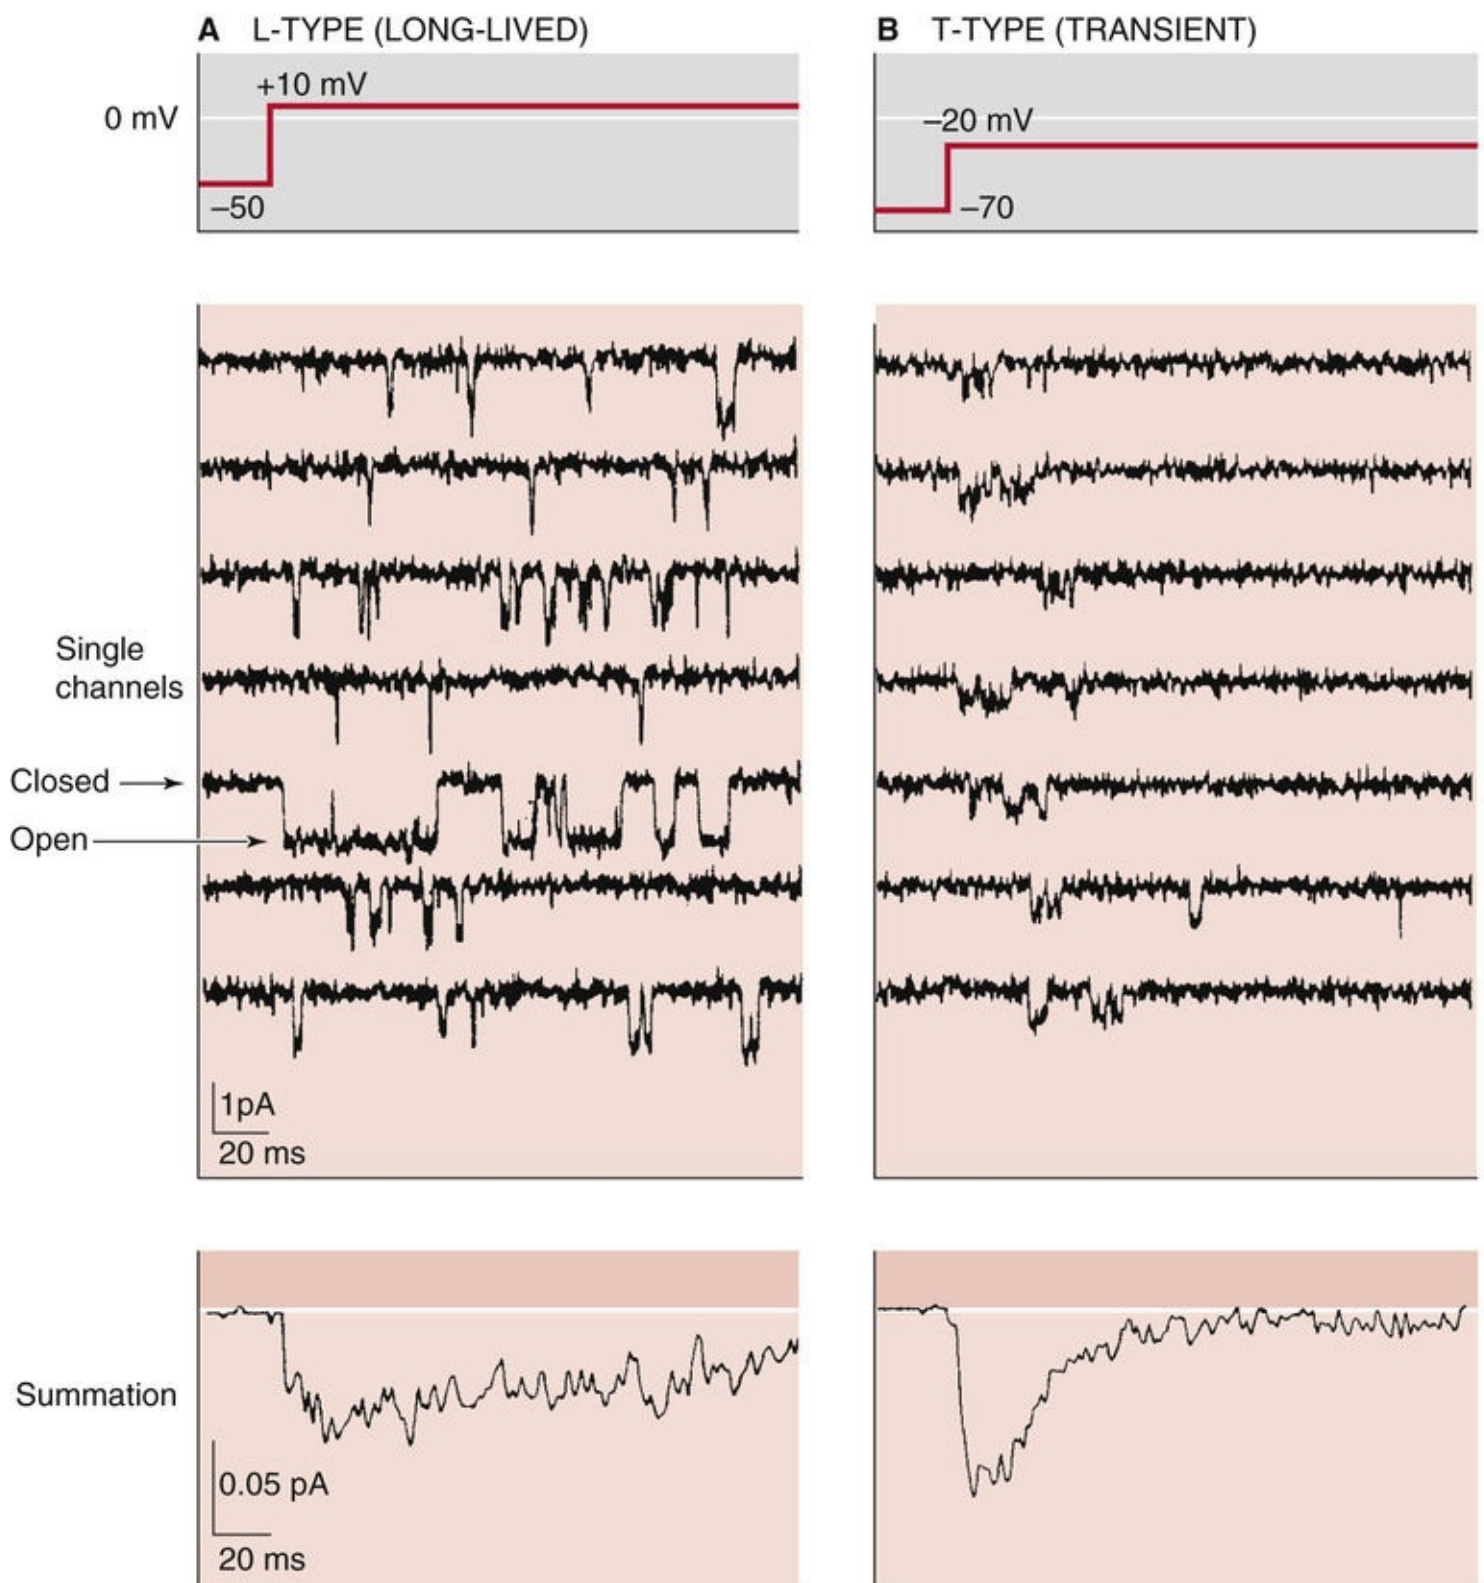 A L-TYPE (LONG-LIVED)
B T-TYPE (TRANSIENT)
+10 mV
0 mV
–50
–20 mV
–70
Single
channels
Closed
Open
1pA
20 ms
Summation
0.05 pA
20 ms